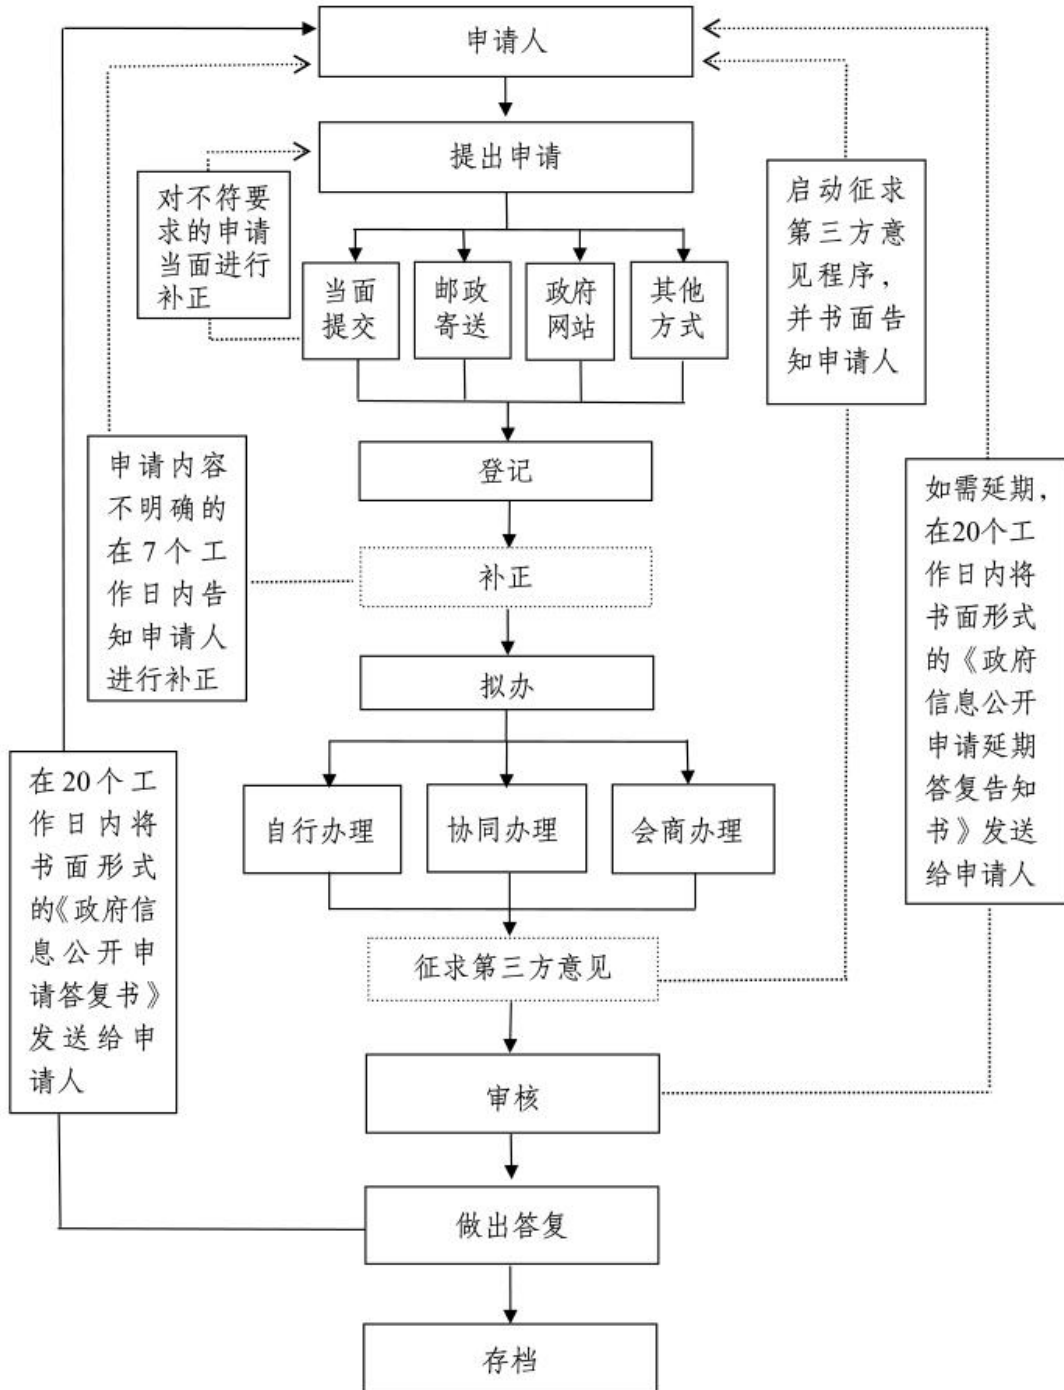 申请人
提出申请
对不符要
求的申请
当面进行
补正
当面
提交
邮政
寄送
政府
网站
其他
方式
启动征求
第三方意
见程序，
并书面告
知申请人
登记
申请内容
不明确的
在7个工
作日内告
知申请人
进行补正
补正
如需延期，
在20个工
作日内将
书面形式
的《政府
信息公开
申请延期
答复告知
书》发送
给申请人
拟办
自行办理
协同办理
会商办理
在20个工
作日内将
书面形式
的《政府信
息公开申
请答复书》
发送给申
请人
征求第三方意见
审核
做出答复
存档